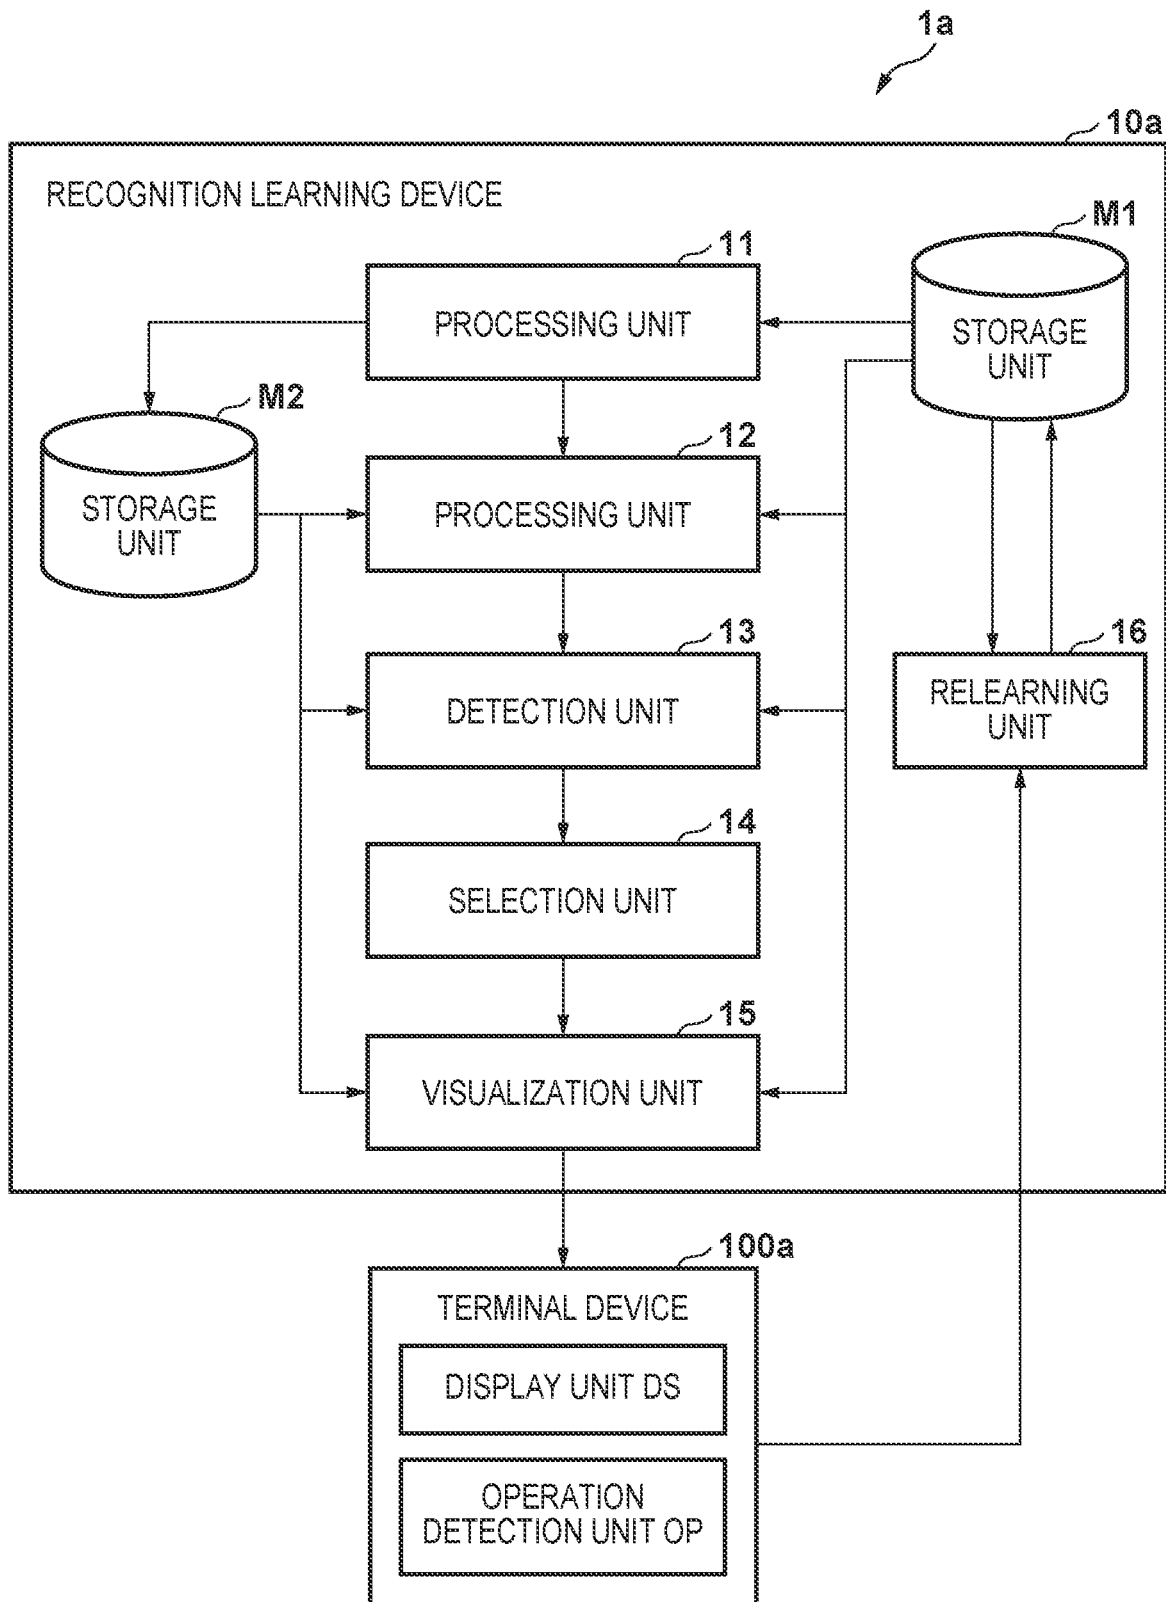 1a
10a
RECOGNITION LEARNING DEVICE
M1
11
PROCESSING UNIT
STORAGE
UNIT
M2
12
STORAGE
UNIT
PROCESSING UNIT
13
16
DETECTION UNIT
RELEARNING
UNIT
14
SELECTION UNIT
15
VISUALIZATION UNIT
100a
TERMINAL DEVICE
DISPLAY UNIT DS
OPERATION
DETECTION UNIT OP